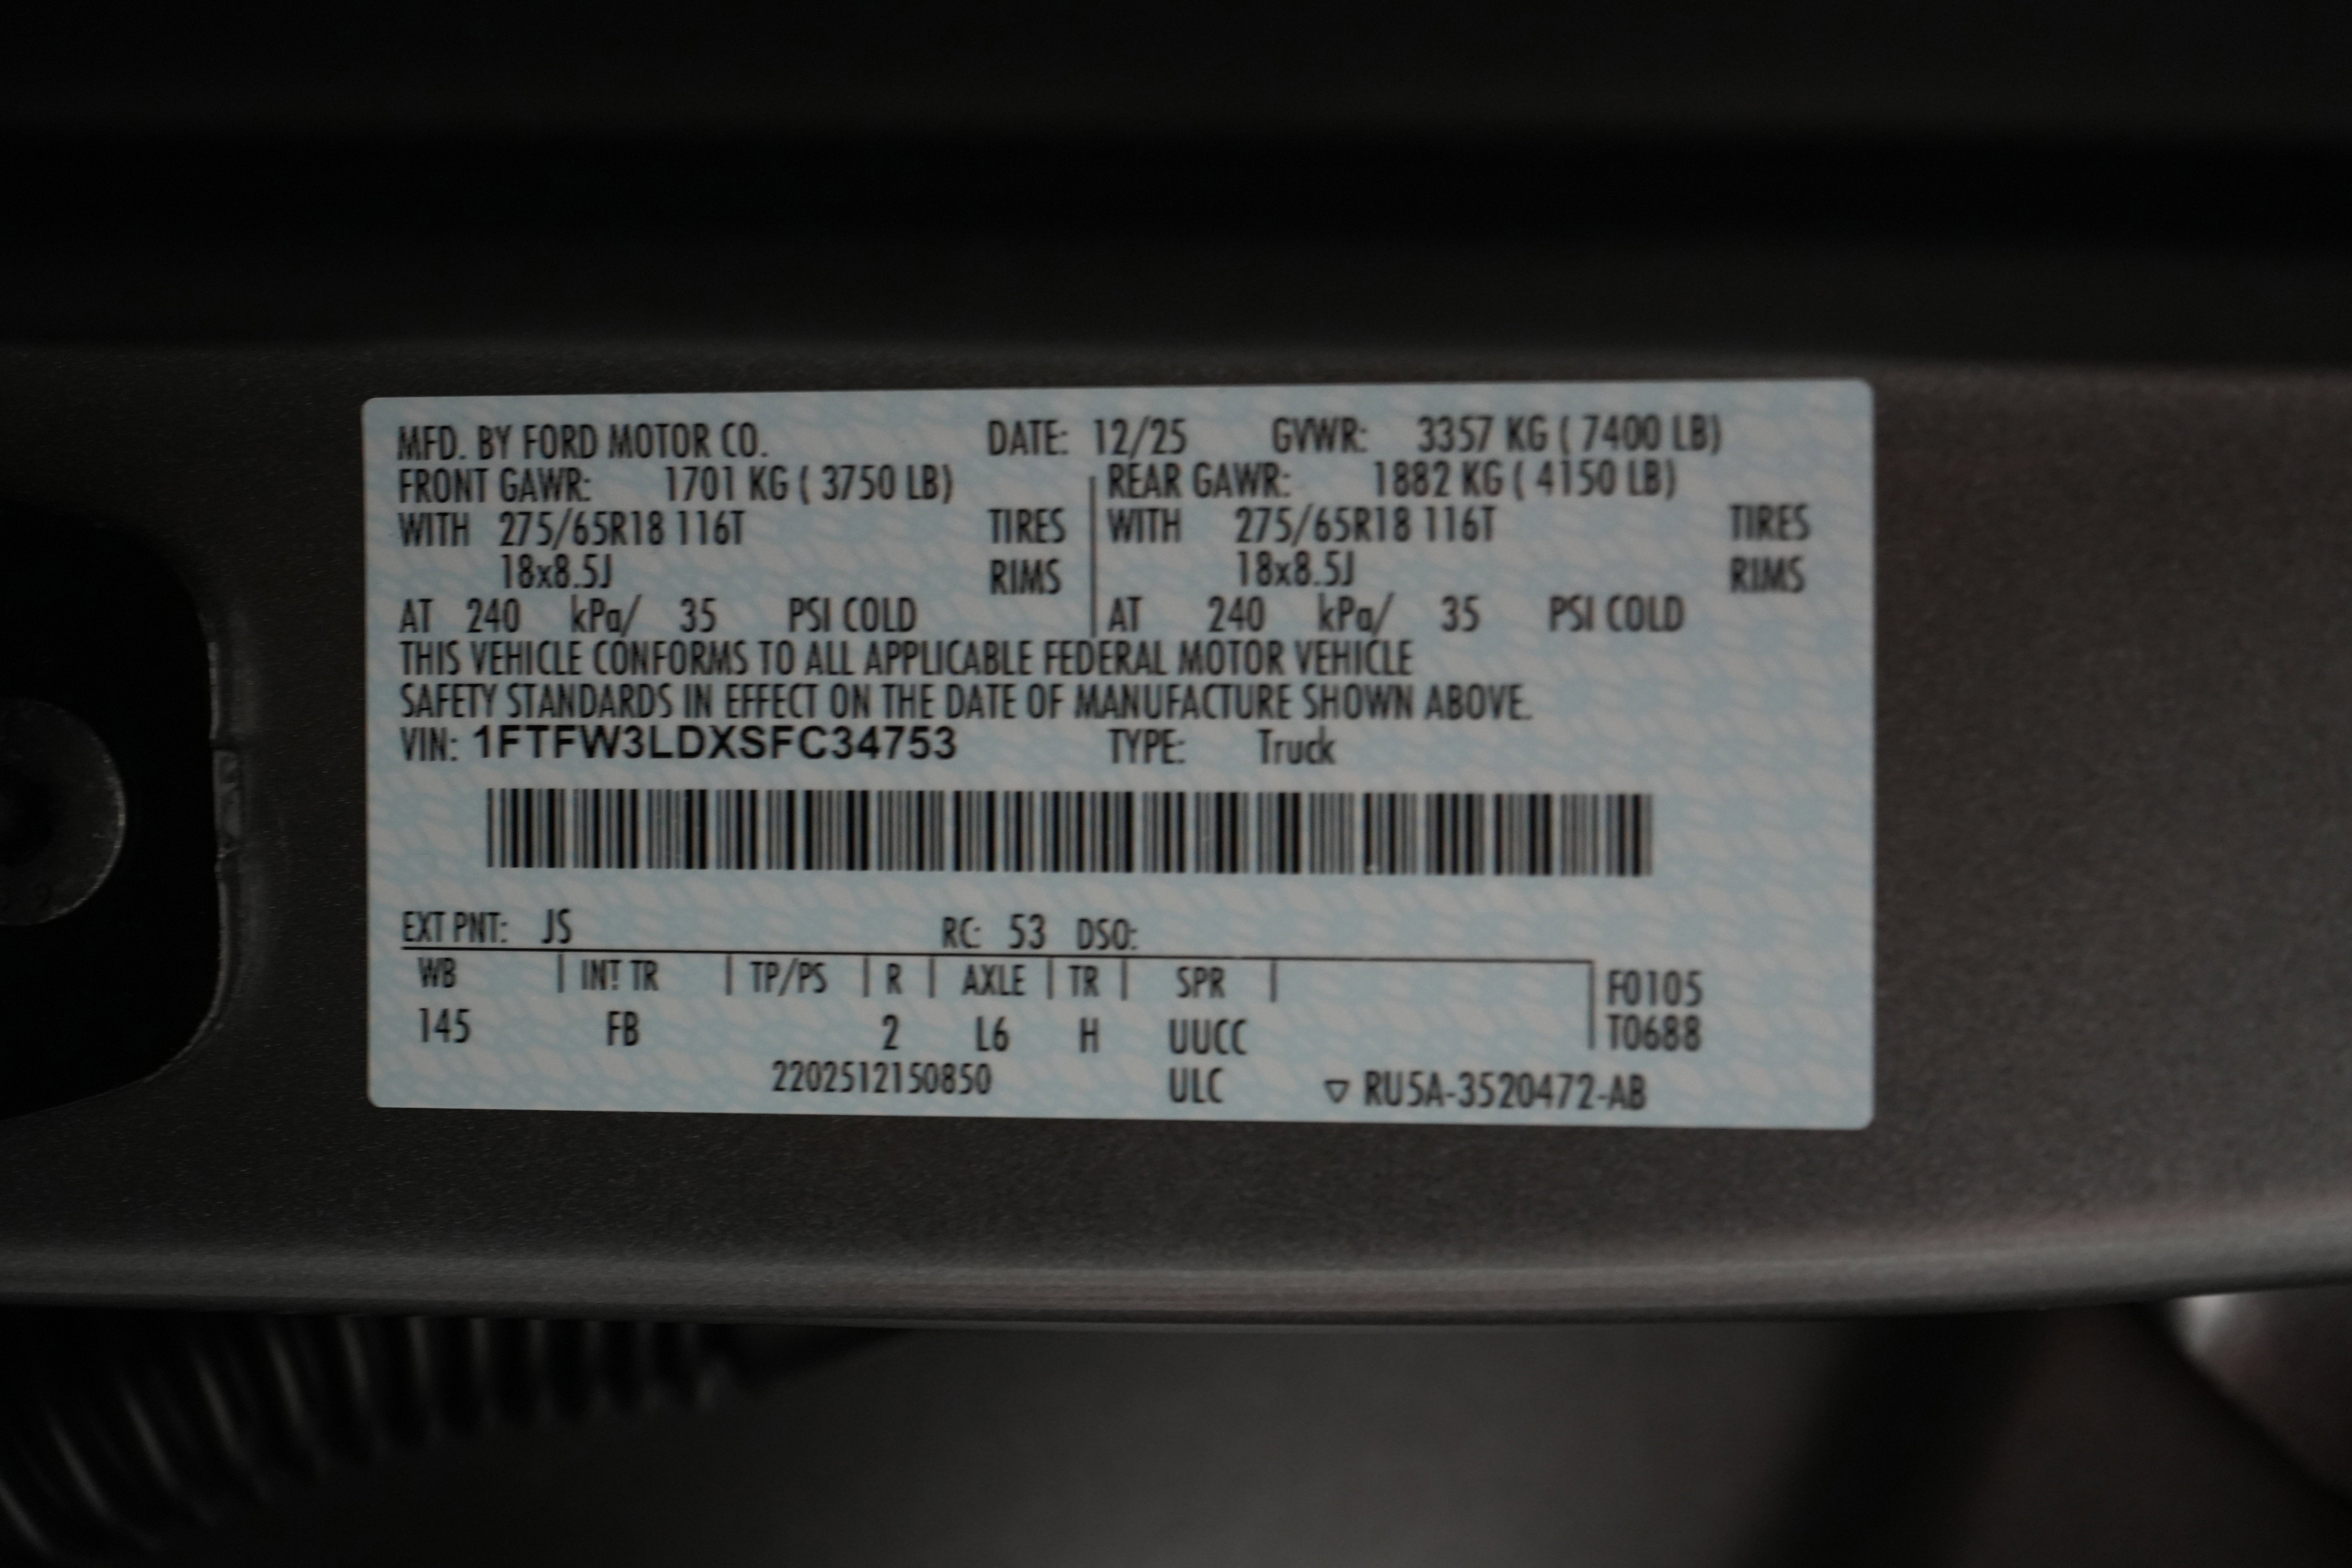 MFD. BY FORD MOTOR CO. DATE: 12/25 GVWR: 3357 KG ( 7400 LB)
FRONT GAWR: 1701 KG ( 3750 LB) REAR GAWR: 1882 KG ( 4150 LB)
WITH 275/65R18 116T TIRES WITH 275/65R18 116T TIRES
18x8.5J RIMS 18x8.5J RIMS
AT 240 kPa/ 35 PSI COLD AT 240 kPa/ 35 PSI COLD
THIS VEHICLE CONFORMS TO ALL APPLICABLE FEDERAL MOTOR VEHICLE
SAFETY STANDARDS IN EFFECT ON THE DATE OF MANUFACTURE SHOWN ABOVE.
VIN: 1FTFW3LDXSFC34753 TYPE: Truck
EXT PNT: JS RC: 53 DSO:
WB | INT TR | TP/PS | R | AXLE | TR | SPR | F0105
145 FB 2 L6 H UUCC T0688
2202512150850 ULC ▽ RU5A-3520472-AB